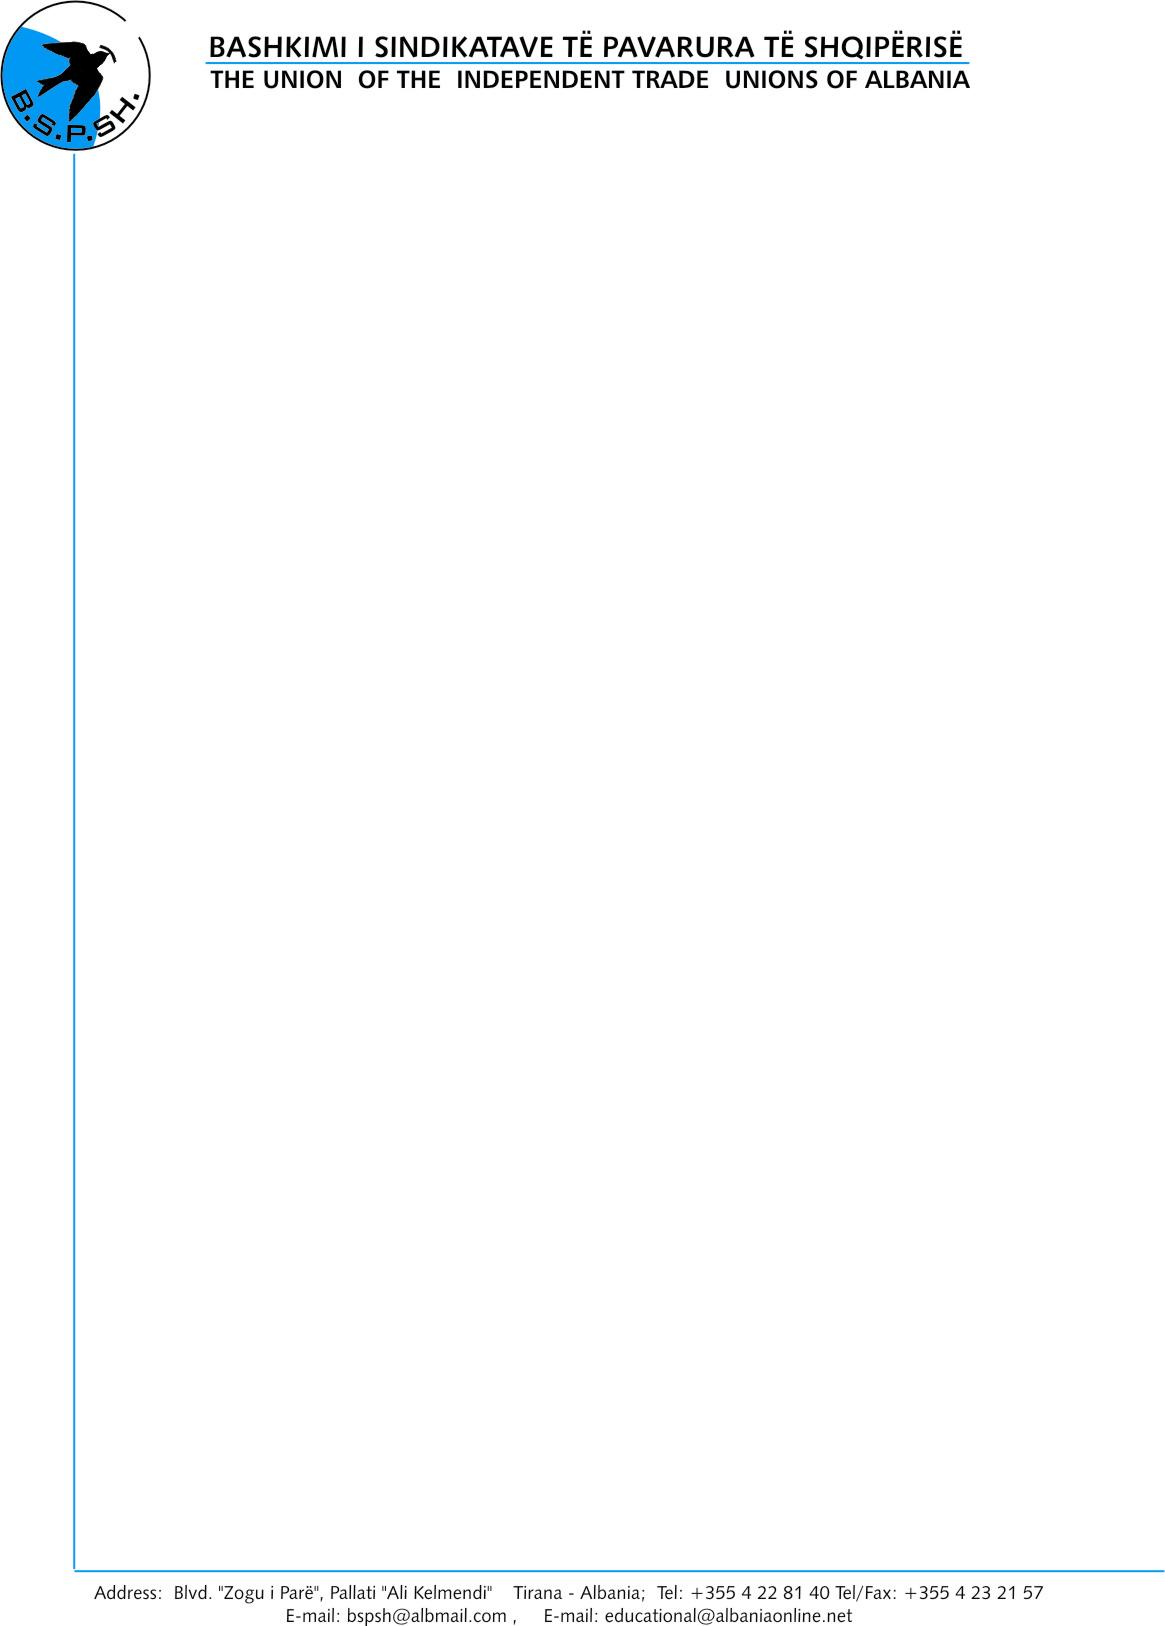 B.S.P.SH.
BASHKIMI I SINDIKATAVE TË PAVARURA TË SHQIPËRISË
THE UNION OF THE INDEPENDENT TRADE UNIONS OF ALBANIA
Address: Blvd. "Zogu i Parë", Pallati "Ali Kelmendi" Tirana - Albania; Tel: +355 4 22 81 40 Tel/Fax: +355 4 23 21 57
E-mail: bspsh@albmail.com , E-mail: educational@albaniaonline.net